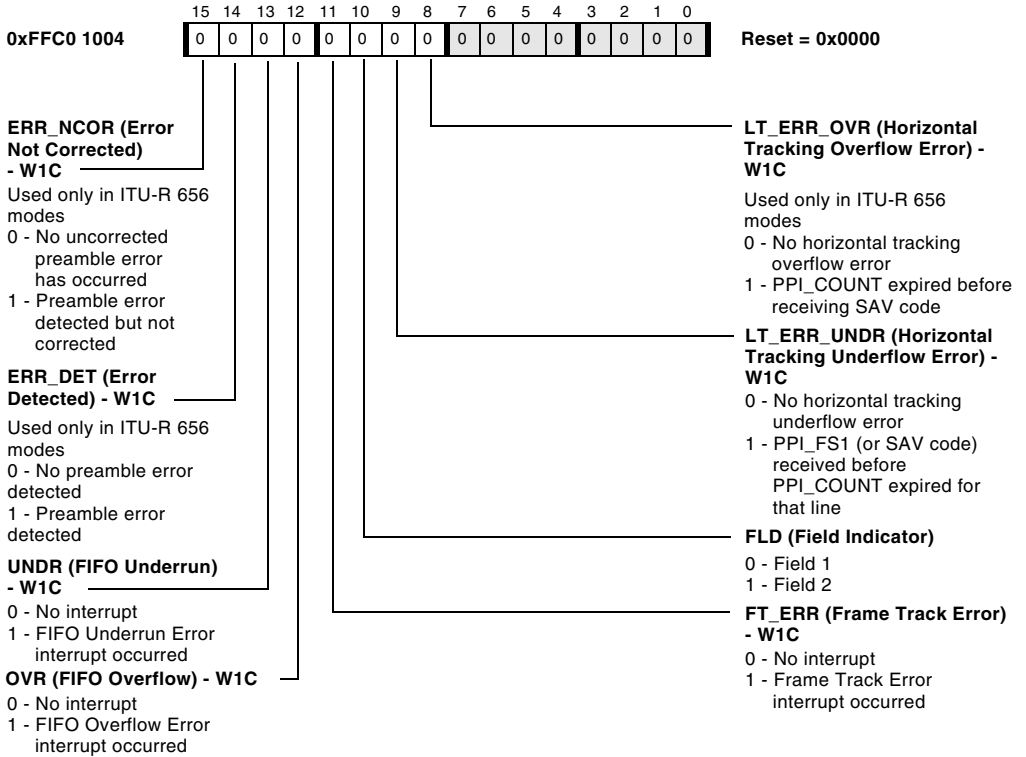 15 14 13 12 11 10 9 8 7 6 5 4 3 2 1 0
0xFFC0 1004
0 0 0 0 0 0 0 0 0 0 0 0 0 0 0 0
Reset = 0x0000
ERR_NCOR (Error
Not Corrected)
- W1C
Used only in ITU-R 656
modes
0 - No uncorrected
preamble error
has occurred
1 - Preamble error
detected but not
corrected
ERR_DET (Error
Detected) - W1C
Used only in ITU-R 656
modes
0 - No preamble error
detected
1 - Preamble error
detected
UNDR (FIFO Underrun)
- W1C
0 - No interrupt
1 - FIFO Underrun Error
interrupt occurred
OVR (FIFO Overflow) - W1C
0 - No interrupt
1 - FIFO Overflow Error
interrupt occurred
LT_ERR_OVR (Horizontal
Tracking Overflow Error) -
W1C
Used only in ITU-R 656
modes
0 - No horizontal tracking
overflow error
1 - PPI_COUNT expired before
receiving SAV code
LT_ERR_UNDR (Horizontal
Tracking Underflow Error) -
W1C
0 - No horizontal tracking
underflow error
1 - PPI_FS1 (or SAV code)
received before
PPI_COUNT expired for
that line
FLD (Field Indicator)
0 - Field 1
1 - Field 2
FT_ERR (Frame Track Error)
- W1C
0 - No interrupt
1 - Frame Track Error
interrupt occurred